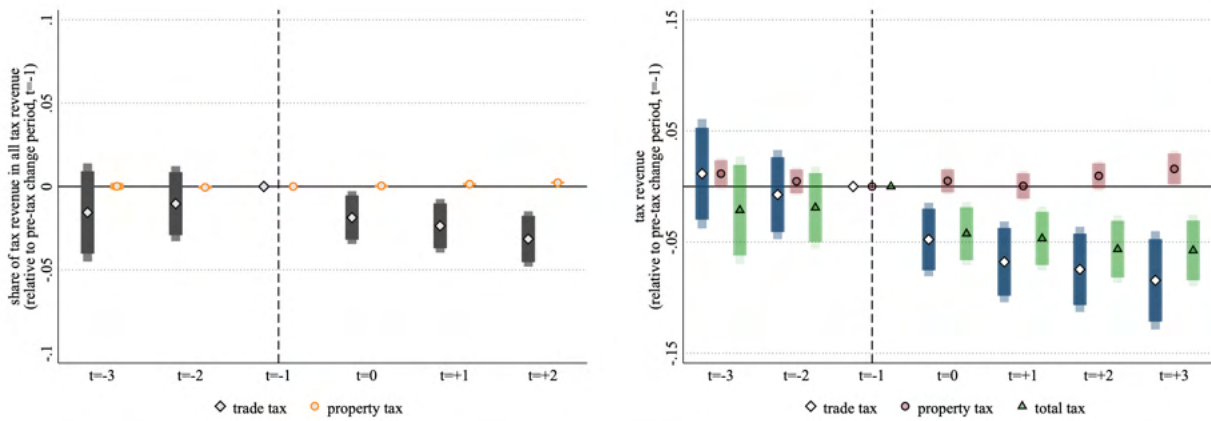 share of tax revenue in all tax revenue
(relative to pre-tax change period, t=-1)
.1
.05
0
-.05
-.1
t=-3 t=-2 t=-1 t=0 t=+1 t=+2
trade tax property tax
tax revenue
(relative to pre-tax change period, t=-1)
.15
.05
0
-.05
-.15
t=-3 t=-2 t=-1 t=0 t=+1 t=+2 t=+3
trade tax property tax total tax